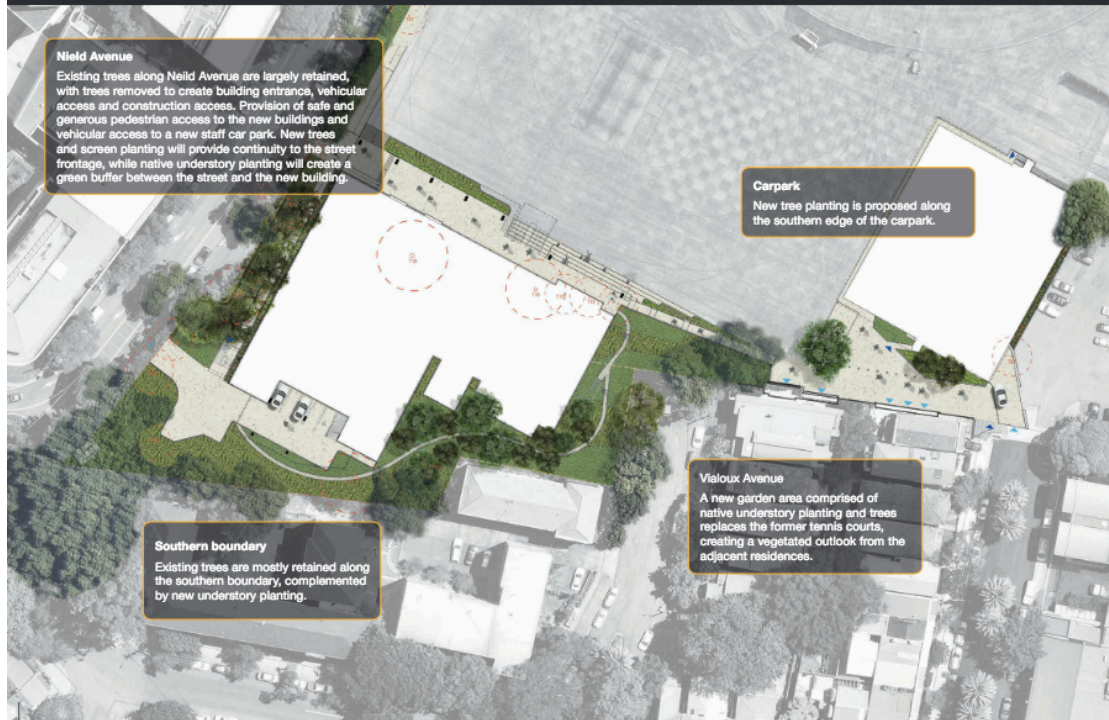 Nield Avenue
Existing trees along Neild Avenue are largely retained,
with trees removed to create building entrance, vehicular
access and construction access. Provision of safe and
generous pedestrian access to the new buildings and
vehicular access to a new staff car park. New trees
and screen planting will provide continuity to the street
frontage, while native understory planting will create a
green buffer between the street and the new building.
Carpark
New tree planting is proposed along
the southern edge of the carpark.
Vialoux Avenue
A new garden area comprised of
native understory planting and trees
replaces the former tennis courts,
creating a vegetated outlook from the
adjacent residences.
Southern boundary
Existing trees are mostly retained along
the southern boundary, complemented
by new understory planting.